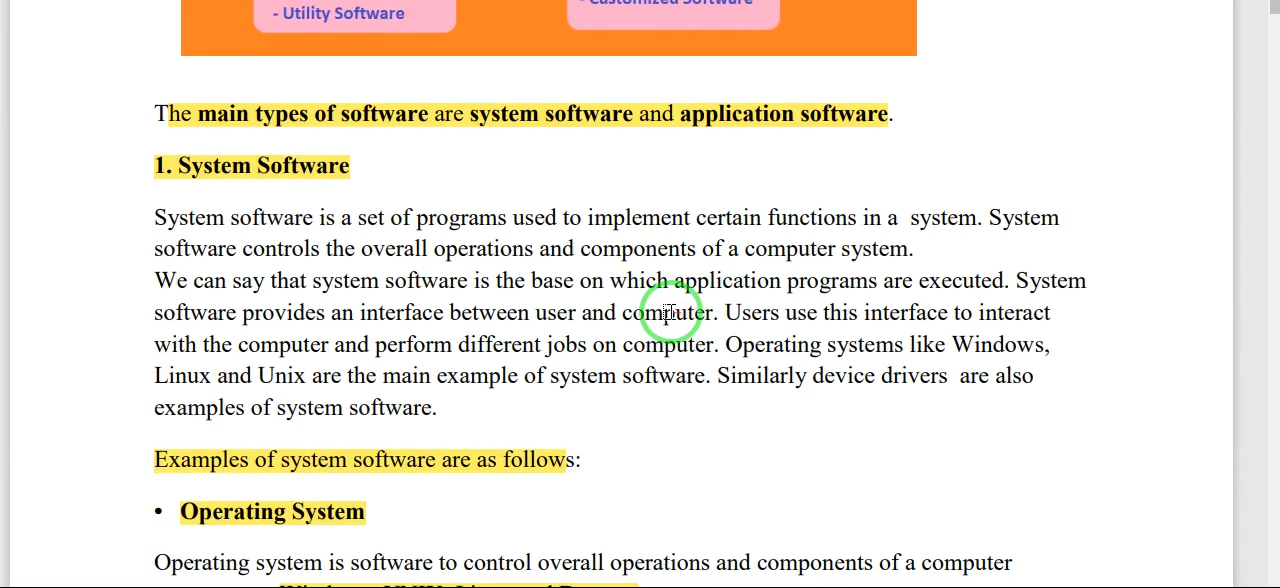 - Utility Software
- Customized Software
The main types of software are system software and application software.
1. System Software
System software is a set of programs used to implement certain functions in a  system. System
software controls the overall operations and components of a computer system.
We can say that system software is the base on which application programs are executed. System
software provides an interface between user and computer. Users use this interface to interact
with the computer and perform different jobs on computer. Operating systems like Windows,
Linux and Unix are the main example of system software. Similarly device drivers  are also
examples of system software.
Examples of system software are as follows:
• Operating System
Operating system is software to control overall operations and components of a computer